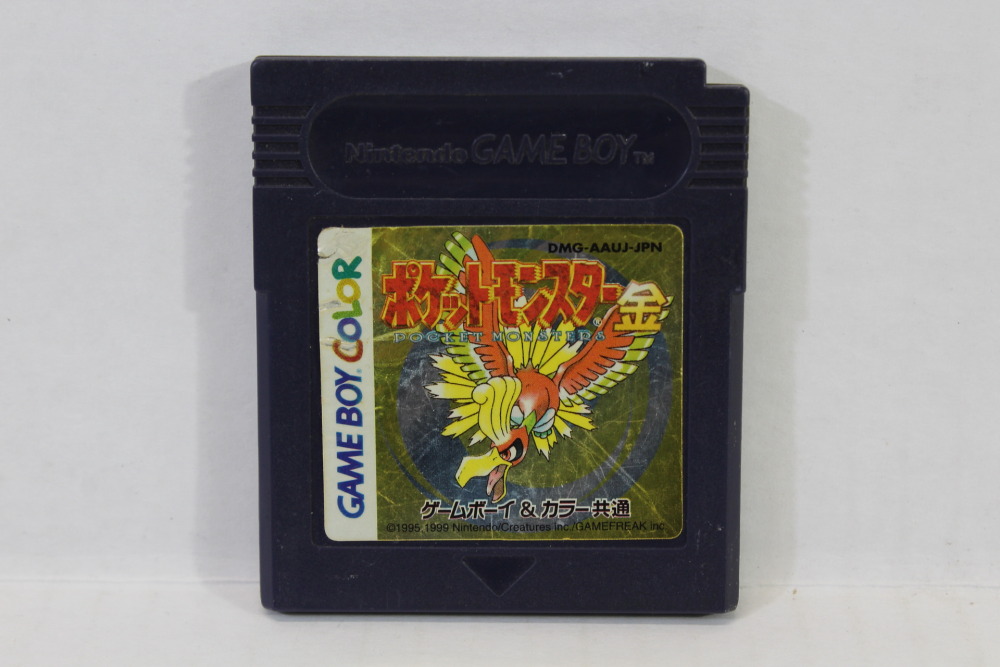 Nintendo GAME BOY TM
DMG-AAUJ-JPN
ポケットモンスター金
®
POCKET MONSTERS
GAME BOY COLOR
ゲームボーイ&カラー共通
©1995,1999 Nintendo/Creatures inc./GAMEFREAK inc.